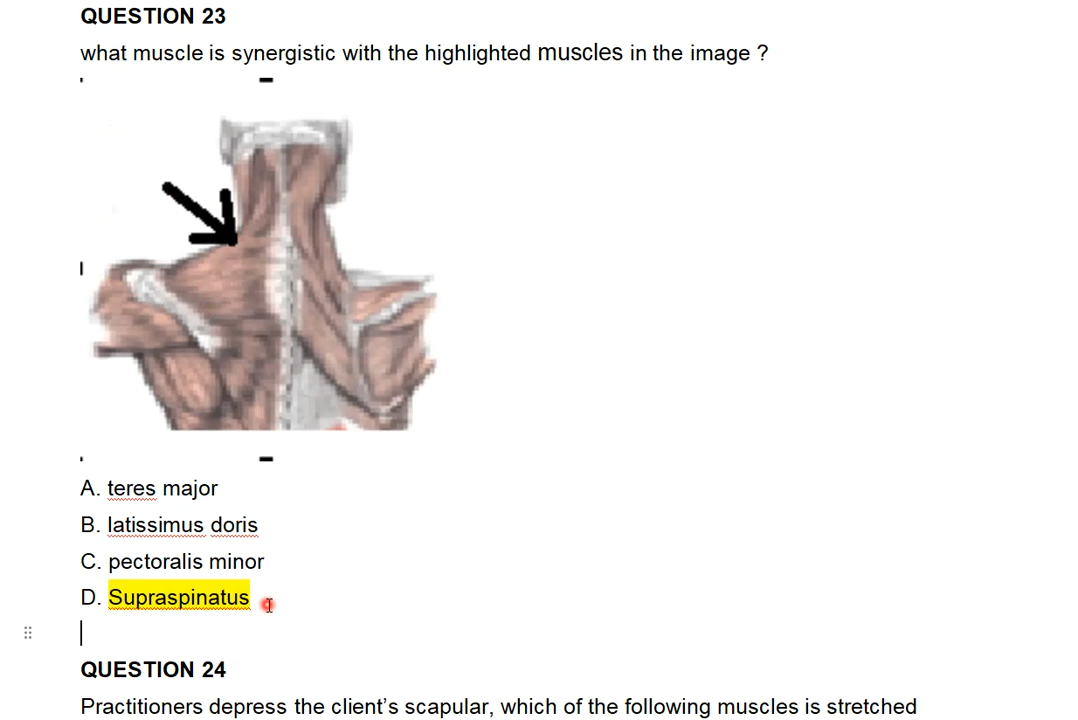 QUESTION 23
what muscle is synergistic with the highlighted muscles in the image ?
A. teres major
B. latissimus doris
C. pectoralis minor
D. Supraspinatus
QUESTION 24
Practitioners depress the client’s scapular, which of the following muscles is stretched